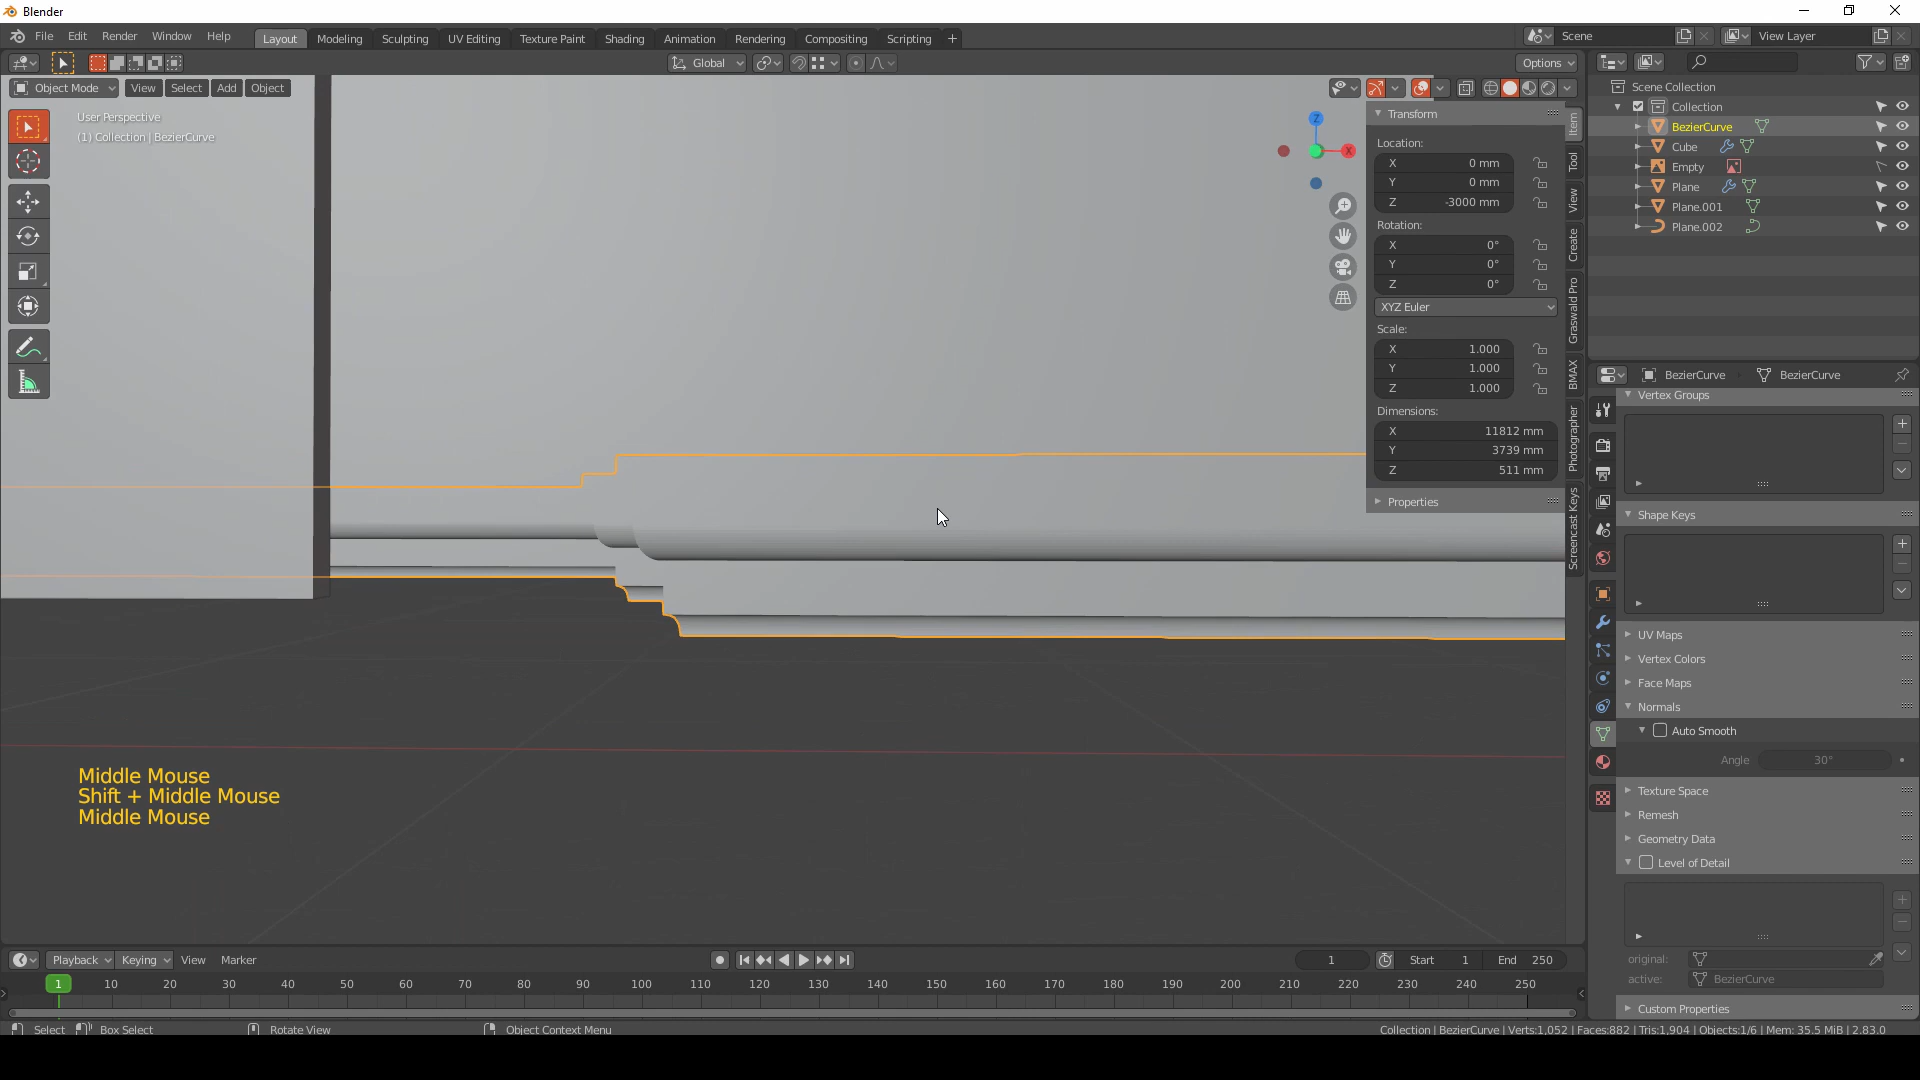 Blender
File Edit Render Window Help Layout Modeling Sculpting UV Editing Texture Paint Shading Animation Rendering Compositing Scripting + Scene View Layer
Global Options
Object Mode View Select Add Object
User Perspective
(1) Collection | BezierCurve
Z
X
Transform
Location:
X 0 mm
Y 0 mm
Z -3000 mm
Rotation:
X 0°
Y 0°
Z 0°
XYZ Euler
Scale:
X 1.000
Y 1.000
Z 1.000
Dimensions:
X 11812 mm
Y 3739 mm
Z 511 mm
Properties
Item
Tool
View
Create
Graswald Pro
BMAX
Photographer
Screencast Keys
Scene Collection
Collection
BezierCurve
Cube
Empty
Plane
Plane.001
Plane.002
BezierCurve BezierCurve
Vertex Groups
Shape Keys
UV Maps
Vertex Colors
Face Maps
Normals
Auto Smooth
Angle 30°
Texture Space
Remesh
Geometry Data
Level of Detail
original:
active: BezierCurve
Custom Properties
Middle Mouse
Shift + Middle Mouse
Middle Mouse
Playback Keying View Marker 1 Start 1 End 250
1 10 20 30 40 50 60 70 80 90 100 110 120 130 140 150 160 170 180 190 200 210 220 230 240 250
Select Box Select Rotate View Object Context Menu Collection | BezierCurve | Verts:1,052 | Faces:882 | Tris:1,904 | Objects:1/6 | Mem: 35.5 MiB | 2.83.0